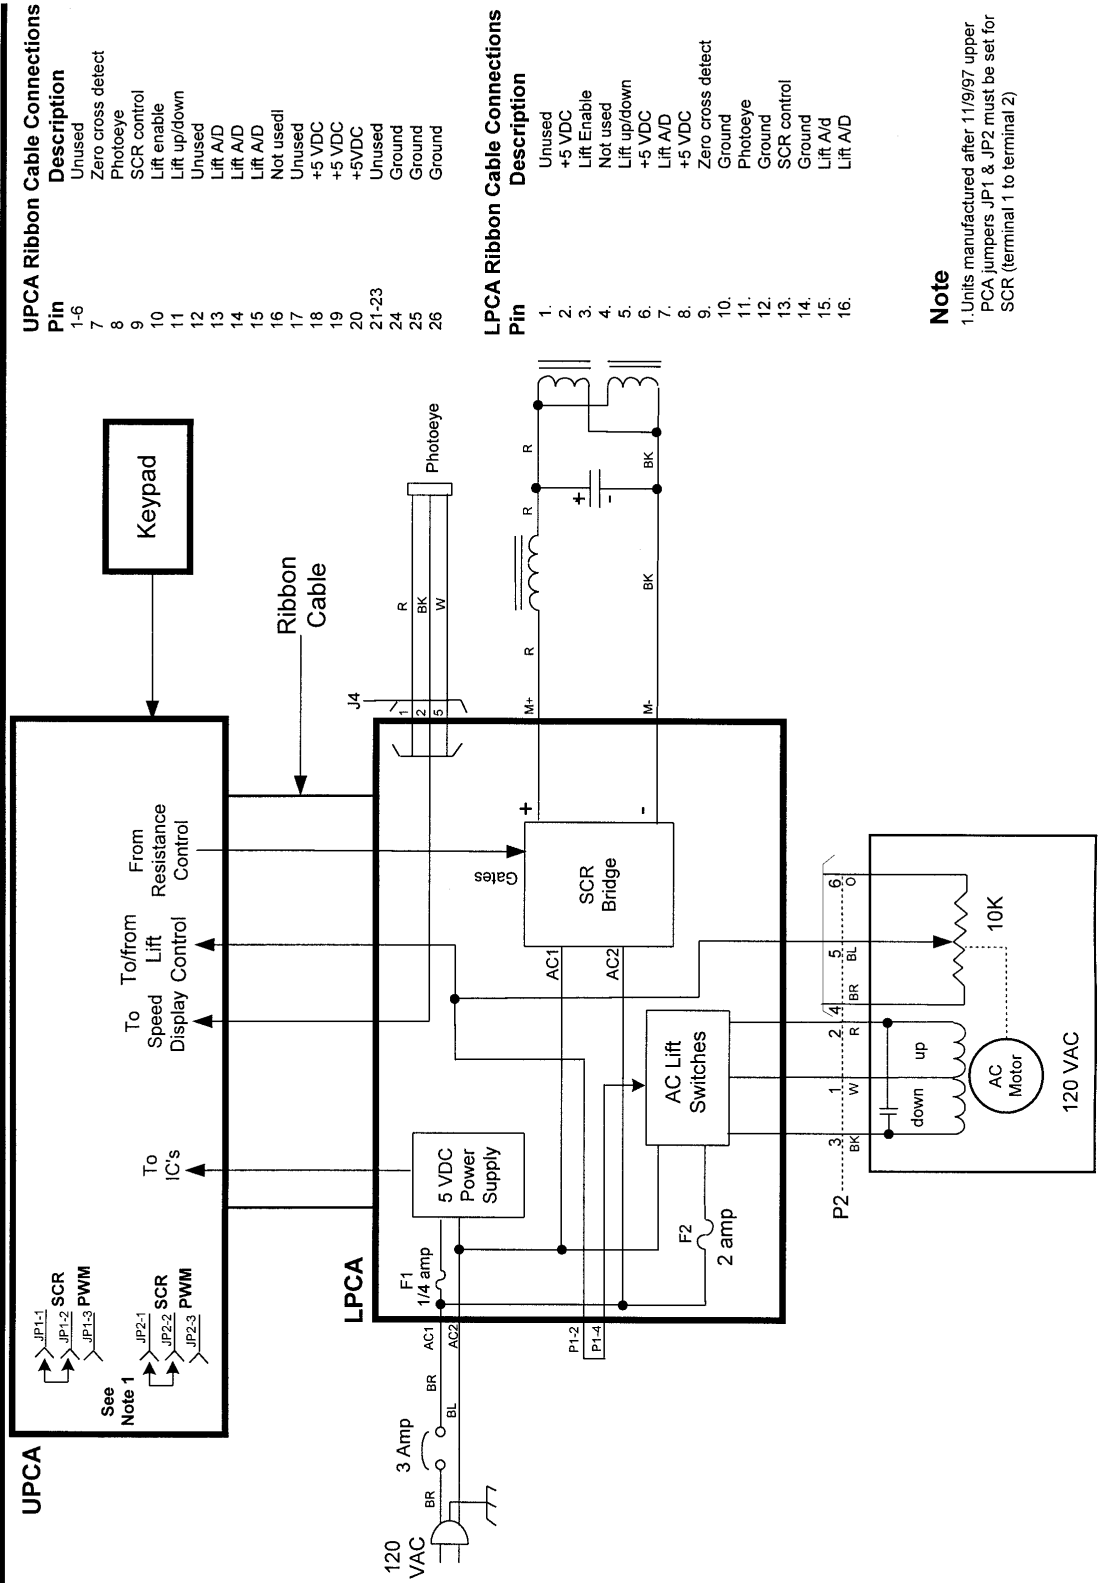 UPCA
JP1-1
JP1-2 SCR
JP1-3 PWM
See
Note 1
JP2-1
JP2-2 SCR
JP2-3 PWM
To
IC's
To
Speed
Display
To/from
Lift
Control
From
Resistance
Control
Keypad
Ribbon
Cable
LPCA
120
VAC
3 Amp
BR
BR
BL
AC1
AC2
F1
1/4 amp
5 VDC
Power
Supply
P1-2
P1-4
F2
2 amp
AC Lift
Switches
AC1
AC2
SCR
Bridge
Gates
+
-
M+
M-
J4
1
2
5
R
BK
W
Photoeye
R
R
R
BK
BK
+
-
P2
3
1
2
4
5
6
BK
W
R
BR
BL
O
down
up
AC
Motor
10K
120 VAC
UPCA Ribbon Cable Connections
Pin Description
1-6 Unused
7 Zero cross detect
8 Photoeye
9 SCR control
10 Lift enable
11 Lift up/down
12 Unused
13 Lift A/D
14 Lift A/D
15 Lift A/D
16 Not usedl
17 Unused
18 +5 VDC
19 +5 VDC
20 +5VDC
21-23 Unused
24 Ground
25 Ground
26 Ground
LPCA Ribbon Cable Connections
Pin Description
1. Unused
2. +5 VDC
3. Lift Enable
4. Not used
5. Lift up/down
6. +5 VDC
7. Lift A/D
8. +5 VDC
9. Zero cross detect
10. Ground
11. Photoeye
12. Ground
13. SCR control
14. Ground
15. Lift A/d
16. Lift A/D
Note
1.Units manufactured after 11/9/97 upper
PCA jumpers JP1 & JP2 must be set for
SCR (terminal 1 to terminal 2)